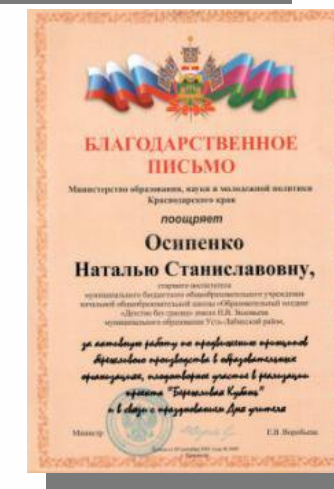 БЛАГОДАРСТВЕННОЕ
ПИСЬМО
Министерство образования, науки и молодежной политики
Краснодарского края
поощряет
Осипенко
Наталью Станиславовну,
старшего воспитателя
муниципального бюджетного общеобразовательного учреждения
начальной общеобразовательной школы «Образовательный
«Детство без границ» имени
муниципального образования Усть-Лабинский район,
за активную работу по продвижению принципов
бережливого производства в образовательных
организациях, плодотворное участие в реализации
проекта "Бережливая Кубань"
и в связи с празднованием Дня учителя
Министр
Е.В. Воробьева